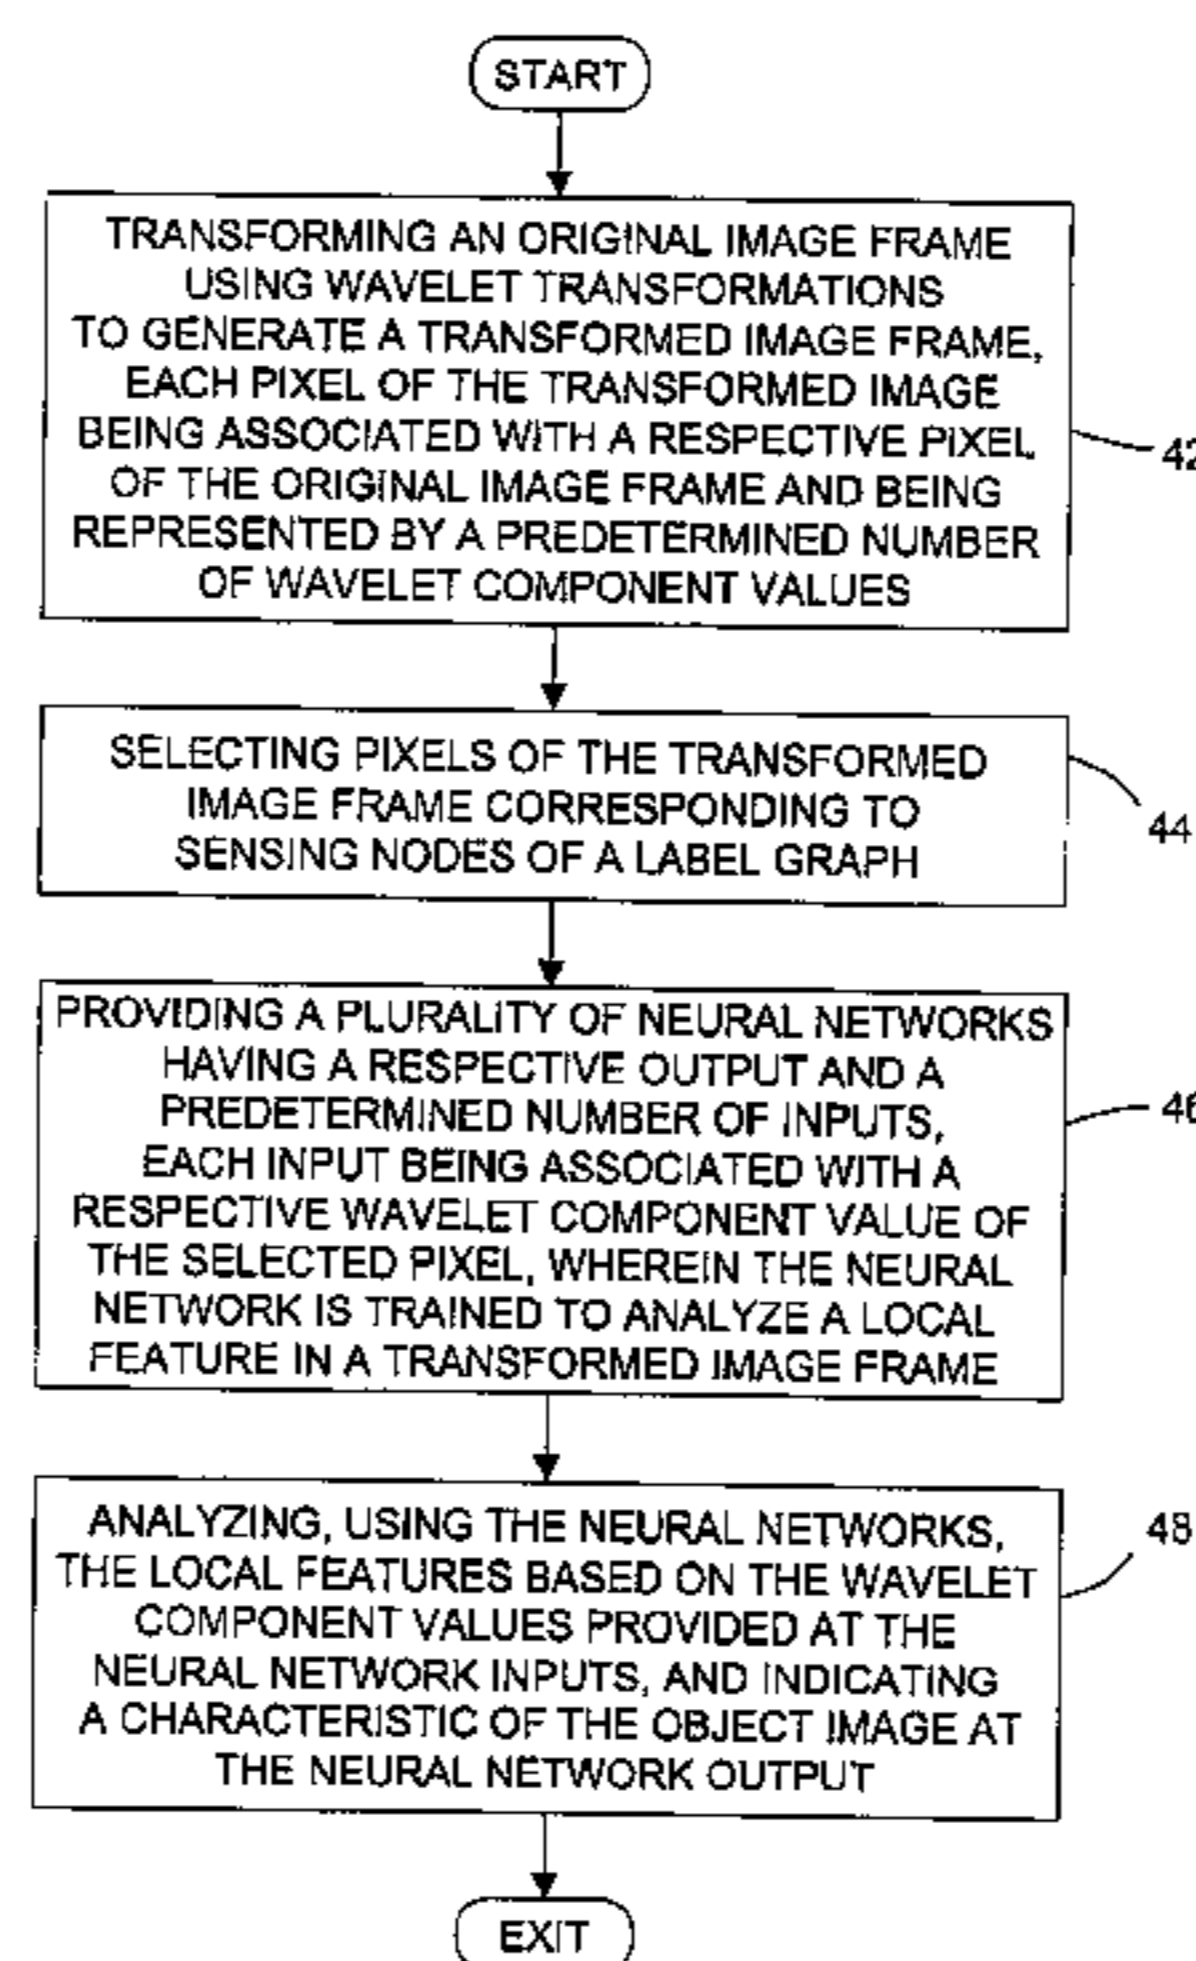 START
TRANSFORMING AN ORIGINAL IMAGE FRAME
USING WAVELET TRANSFORMATIONS
TO GENERATE A TRANSFORMED IMAGE FRAME,
EACH PIXEL OF THE TRANSFORMED IMAGE
BEING ASSOCIATED WITH A RESPECTIVE PIXEL
OF THE ORIGINAL IMAGE FRAME AND BEING
REPRESENTED BY A PREDETERMINED NUMBER
OF WAVELET COMPONENT VALUES
42
SELECTING PIXELS OF THE TRANSFORMED
IMAGE FRAME CORRESPONDING TO
SENSING NODES OF A LABEL GRAPH
44
PROVIDING A PLURALITY OF NEURAL NETWORKS
HAVING A RESPECTIVE OUTPUT AND A
PREDETERMINED NUMBER OF INPUTS,
EACH INPUT BEING ASSOCIATED WITH A
RESPECTIVE WAVELET COMPONENT VALUE OF
THE SELECTED PIXEL, WHEREIN THE NEURAL
NETWORK IS TRAINED TO ANALYZE A LOCAL
FEATURE IN A TRANSFORMED IMAGE FRAME
46
ANALYZING, USING THE NEURAL NETWORKS,
THE LOCAL FEATURES BASED ON THE WAVELET
COMPONENT VALUES PROVIDED AT THE
NEURAL NETWORK INPUTS, AND INDICATING
A CHARACTERISTIC OF THE OBJECT IMAGE AT
THE NEURAL NETWORK OUTPUT
48
EXIT